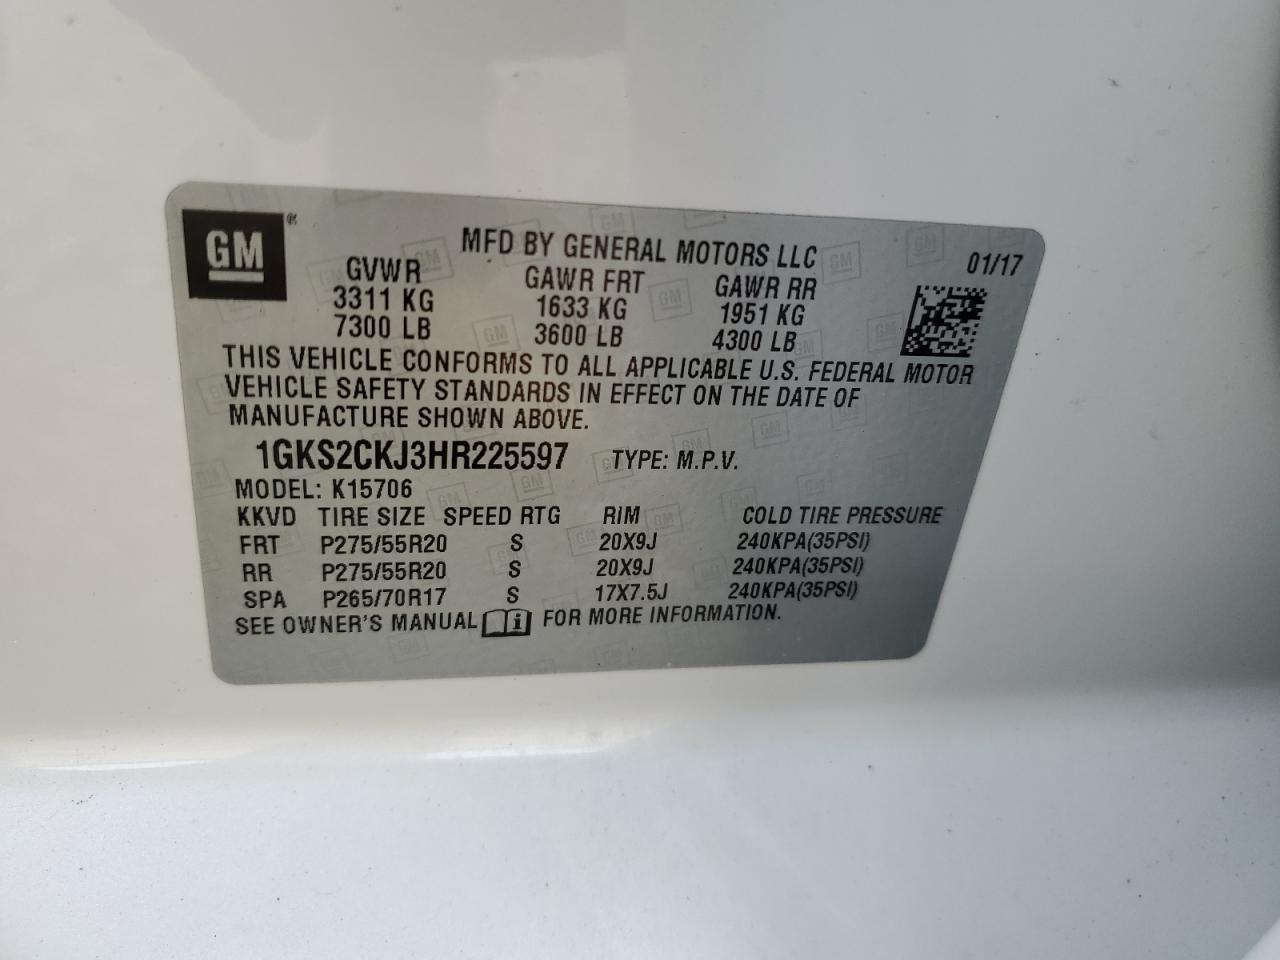 GM ®
MFD BY GENERAL MOTORS LLC 01/17
GVWR GAWR FRT GAWR RR
3311 KG 1633 KG 1951 KG
7300 LB 3600 LB 4300 LB
THIS VEHICLE CONFORMS TO ALL APPLICABLE U.S. FEDERAL MOTOR
VEHICLE SAFETY STANDARDS IN EFFECT ON THE DATE OF
MANUFACTURE SHOWN ABOVE.
1GKS2CKJ3HR225597 TYPE: M.P.V.
MODEL: K15706
KKVD TIRE SIZE SPEED RTG RIM COLD TIRE PRESSURE
FRT P275/55R20 S 20X9J 240KPA(35PSI)
RR P275/55R20 S 20X9J 240KPA(35PSI)
SPA P265/70R17 S 17X7.5J 240KPA(35PSI)
SEE OWNER'S MANUAL i FOR MORE INFORMATION.